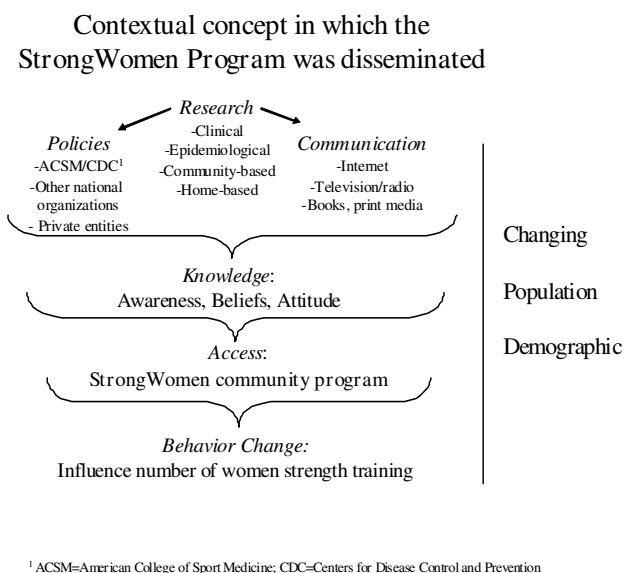 Contextual concept in which the
StrongWomen Program was disseminated
Research
-Clinical
-Epidemiological
-Community-based
-Home-based
Policies
-ACSM/CDC¹
-Other national
organizations
- Private entities
Communication
-Internet
-Television/radio
-Books, print media
Knowledge:
Awareness, Beliefs, Attitude
Access:
StrongWomen community program
Behavior Change:
Influence number of women strength training
Changing
Population
Demographic
¹ ACSM=American College of Sport Medicine; CDC=Centers for Disease Control and Prevention